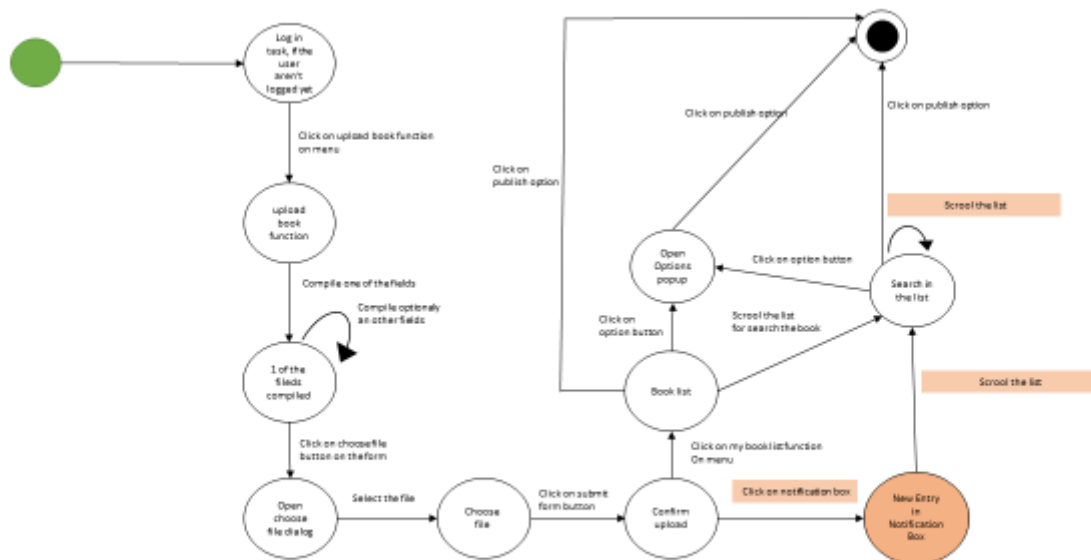 Log in
task, if the
user
aren't
logged yet
Click on upload book function
on menu
upload
book
function
Compile one of the fields
Compile optionaly
an other fields
1 of the
fileds
compiled
Click on choose file
button on the form
Open
choose
file dialog
Select the file
Choose
file
Click on submit
form button
Confirm
upload
Click on my book list function
On menu
Click on notification box
New Entry
in
Notification
Box
Scrool the list
Book list
Click on
option button
Scrool the list
for search the book
Open
Options
popup
Click on option button
Search in
the list
Scrool the list
Click on
publish option
Click on publish option
Click on publish option